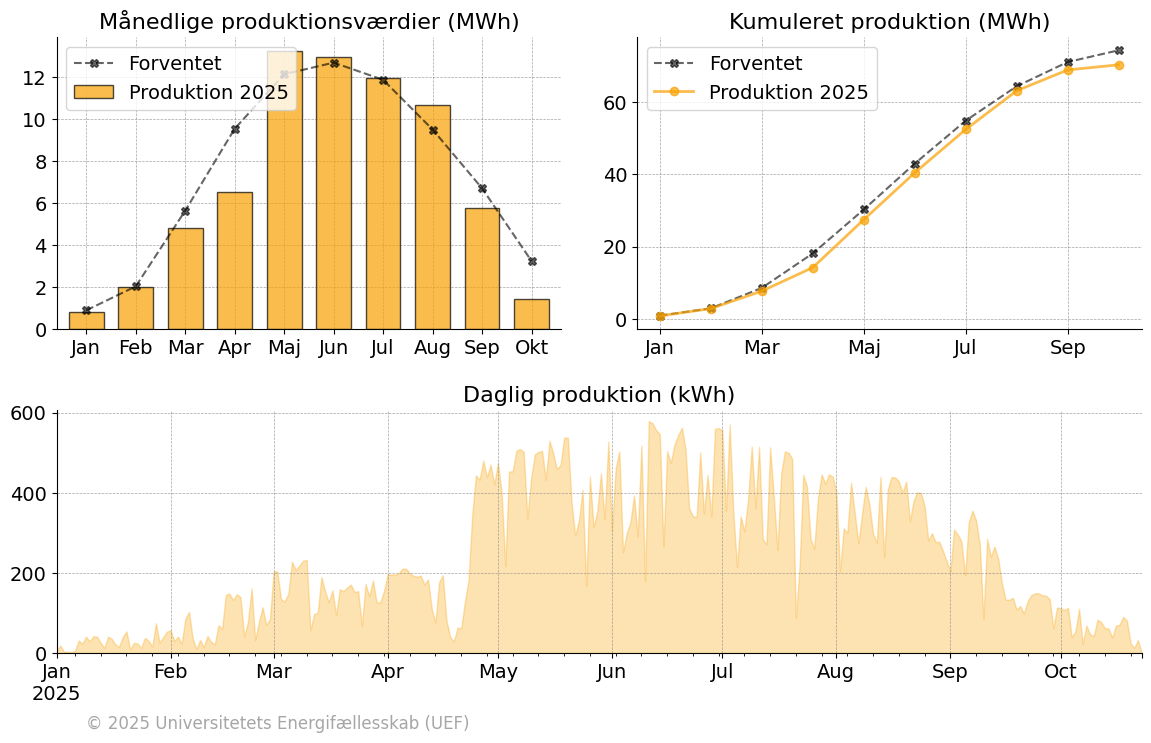 Månedlige produktionsværdier (MWh)
Forventet
Produktion 2025
12
10
8
6
4
2
0
Jan Feb Mar Apr Maj Jun Jul Aug Sep Okt
Kumuleret produktion (MWh)
Forventet
Produktion 2025
60
40
20
0
Jan Mar Maj Jul Sep
Daglig produktion (kWh)
600
400
200
0
Jan Feb Mar Apr May Jun Jul Aug Sep Oct
2025
© 2025 Universitetets Energifællesskab (UEF)